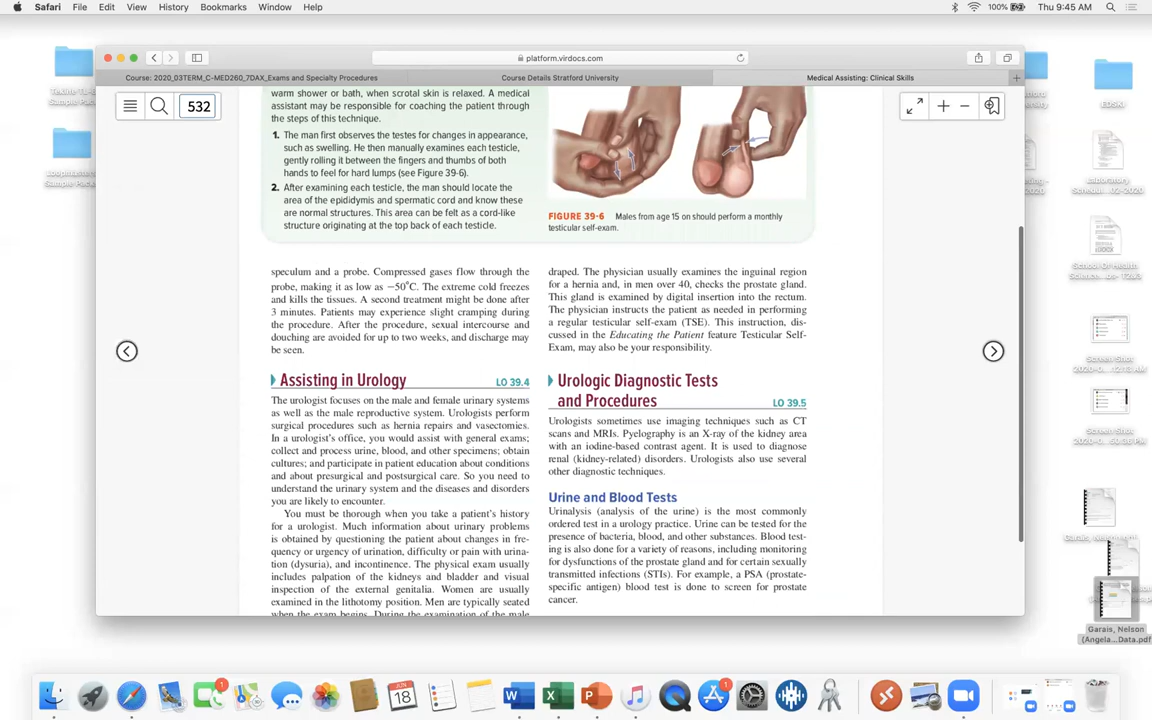 Safari File Edit View History Bookmarks Window Help
100% Thu 9:45 AM
platform.virdocs.com
Course: 2020_03TERM_C-MED260_7DAX_Exams and Specialty Procedures
Course Details Stratford University
Medical Assisting: Clinical Skills
532
warm shower or bath, when scrotal skin is relaxed. A medical
assistant may be responsible for coaching the patient through
the steps of this technique.
1. The man first observes the testes for changes in appearance,
such as swelling. He then manually examines each testicle,
gently rolling it between the fingers and thumbs of both
hands to feel for hard lumps (see Figure 39-6).
2. After examining each testicle, the man should locate the
area of the epididymis and spermatic cord and know these
are normal structures. This area can be felt as a cord-like
structure originating at the top back of each testicle.
FIGURE 39-6 Males from age 15 on should perform a monthly
testicular self-exam.
speculum and a probe. Compressed gases flow through the
probe, making it as low as −50°C. The extreme cold freezes
and kills the tissues. A second treatment might be done after
3 minutes. Patients may experience slight cramping during
the procedure. After the procedure, sexual intercourse and
douching are avoided for up to two weeks, and discharge may
be seen.
Assisting in Urology LO 39.4
The urologist focuses on the male and female urinary systems
as well as the male reproductive system. Urologists perform
surgical procedures such as hernia repairs and vasectomies.
In a urologist's office, you would assist with general exams;
collect and process urine, blood, and other specimens; obtain
cultures; and participate in patient education about conditions
and about presurgical and postsurgical care. So you need to
understand the urinary system and the diseases and disorders
you are likely to encounter.
You must be thorough when you take a patient's history
for a urologist. Much information about urinary problems
is obtained by questioning the patient about changes in fre-
quency or urgency of urination, difficulty or pain with urina-
tion (dysuria), and incontinence. The physical exam usually
includes palpation of the kidneys and bladder and visual
inspection of the external genitalia. Women are usually
examined in the lithotomy position. Men are typically seated
when the exam begins. During the examination of the male
draped. The physician usually examines the inguinal region
for a hernia and, in men over 40, checks the prostate gland.
This gland is examined by digital insertion into the rectum.
The physician instructs the patient as needed in performing
a regular testicular self-exam (TSE). This instruction, dis-
cussed in the Educating the Patient feature Testicular Self-
Exam, may also be your responsibility.
Urologic Diagnostic Tests
and Procedures LO 39.5
Urologists sometimes use imaging techniques such as CT
scans and MRIs. Pyelography is an X-ray of the kidney area
with an iodine-based contrast agent. It is used to diagnose
renal (kidney-related) disorders. Urologists also use several
other diagnostic techniques.
Urine and Blood Tests
Urinalysis (analysis of the urine) is the most commonly
ordered test in a urology practice. Urine can be tested for the
presence of bacteria, blood, and other substances. Blood test-
ing is also done for a variety of reasons, including monitoring
for dysfunctions of the prostate gland and for certain sexually
transmitted infections (STIs). For example, a PSA (prostate-
specific antigen) blood test is done to screen for prostate
cancer.
EDSKI
Screen Shot
Screen Shot
Garais, Nelson
(Angela...Data.pdf
JUN
18
1
1